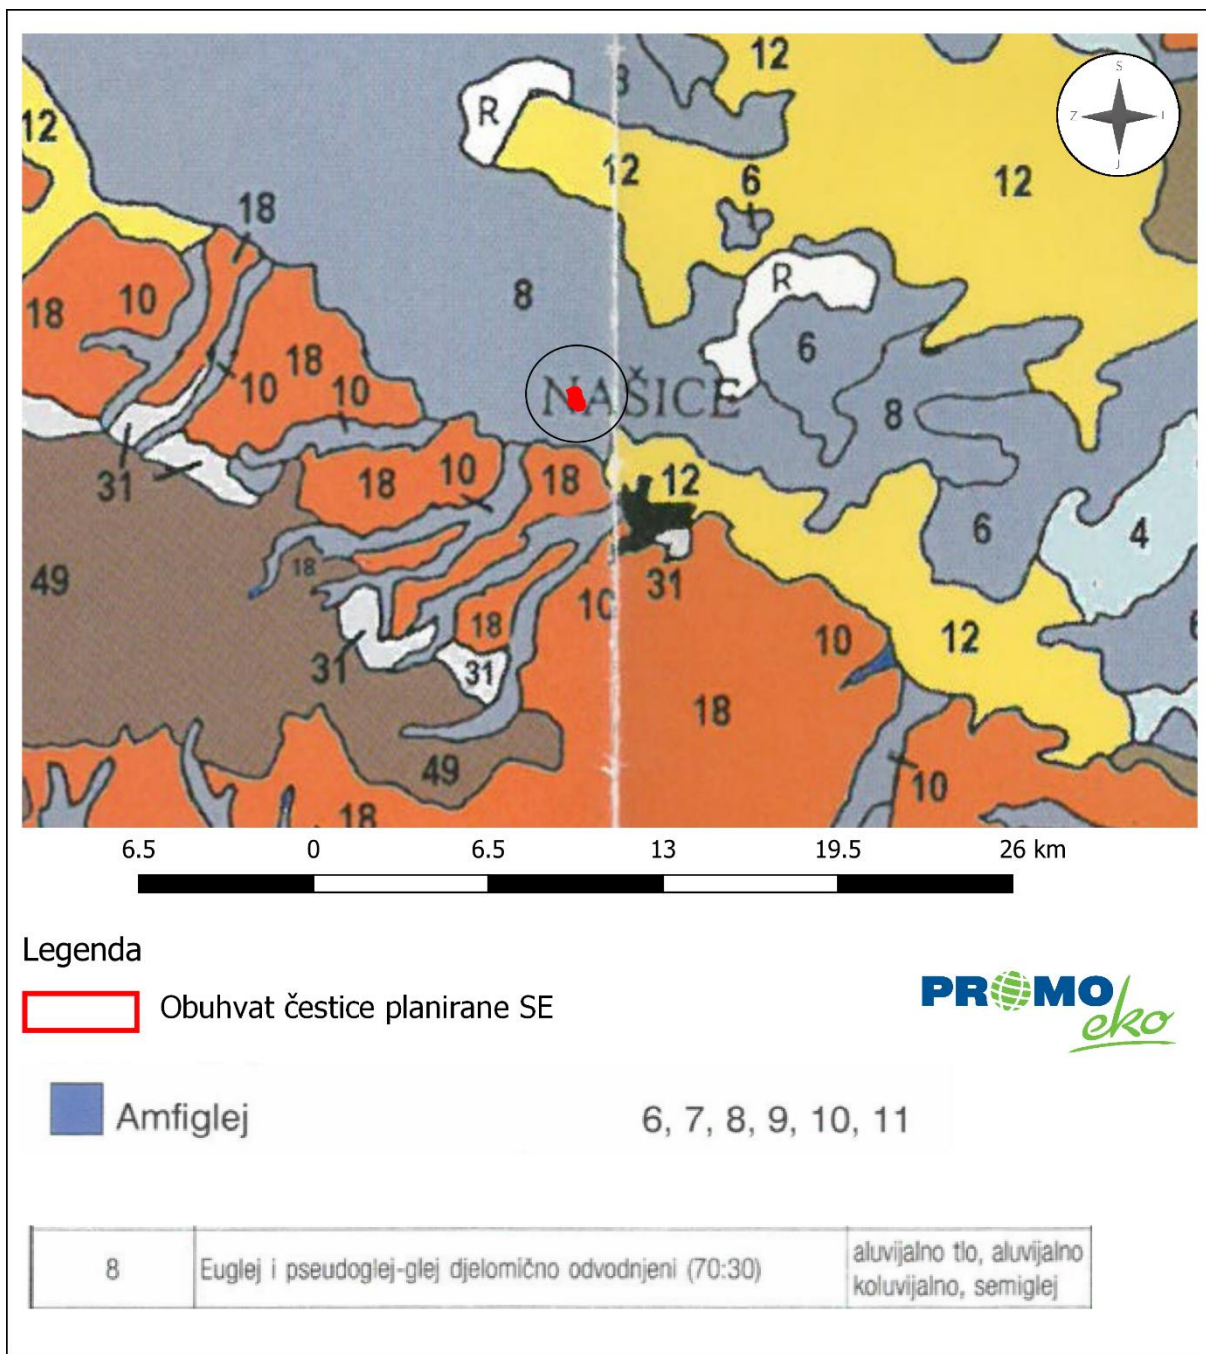 12
8
S
Z I
J
R
12
12
6
12
18
8
R
18
10
18
10
10
6
NAŠICE
8
31
18
10
18
12
6
4
49
18
10
31
10
12
6
18
31
31
18
49
10
18
6.5 0 6.5 13 19.5 26 km
Legenda
Obuhvat čestice planirane SE
PROMO
eko
Amfiglej 6, 7, 8, 9, 10, 11
8 Euglej i pseudoglej-glej djelomično odvodnjeni (70:30) aluvijalno tlo, aluvijalno
koluvijalno, semiglej